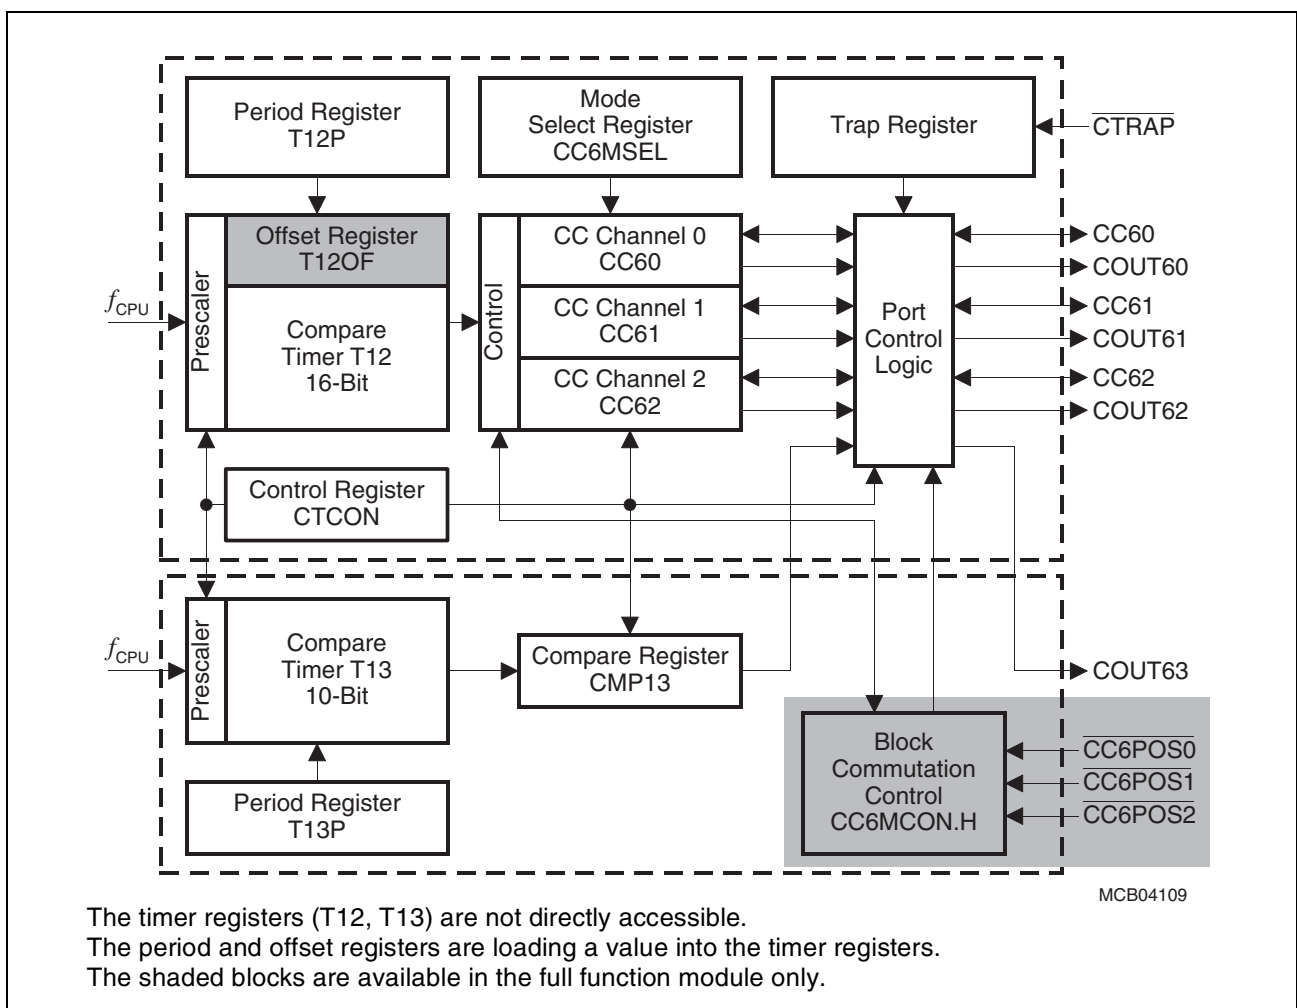 Period Register
T12P
Mode
Select Register
CC6MSEL
Trap Register
CTRAP
Prescaler
Offset Register
T12OF
Compare
Timer T12
16-Bit
fCPU
Control
CC Channel 0
CC60
CC Channel 1
CC61
CC Channel 2
CC62
Port
Control
Logic
CC60
COUT60
CC61
COUT61
CC62
COUT62
Control Register
CTCON
fCPU
Prescaler
Compare
Timer T13
10-Bit
Compare Register
CMP13
COUT63
Period Register
T13P
Block
Commutation
Control
CC6MCON.H
CC6POS0
CC6POS1
CC6POS2
MCB04109
The timer registers (T12, T13) are not directly accessible.
The period and offset registers are loading a value into the timer registers.
The shaded blocks are available in the full function module only.